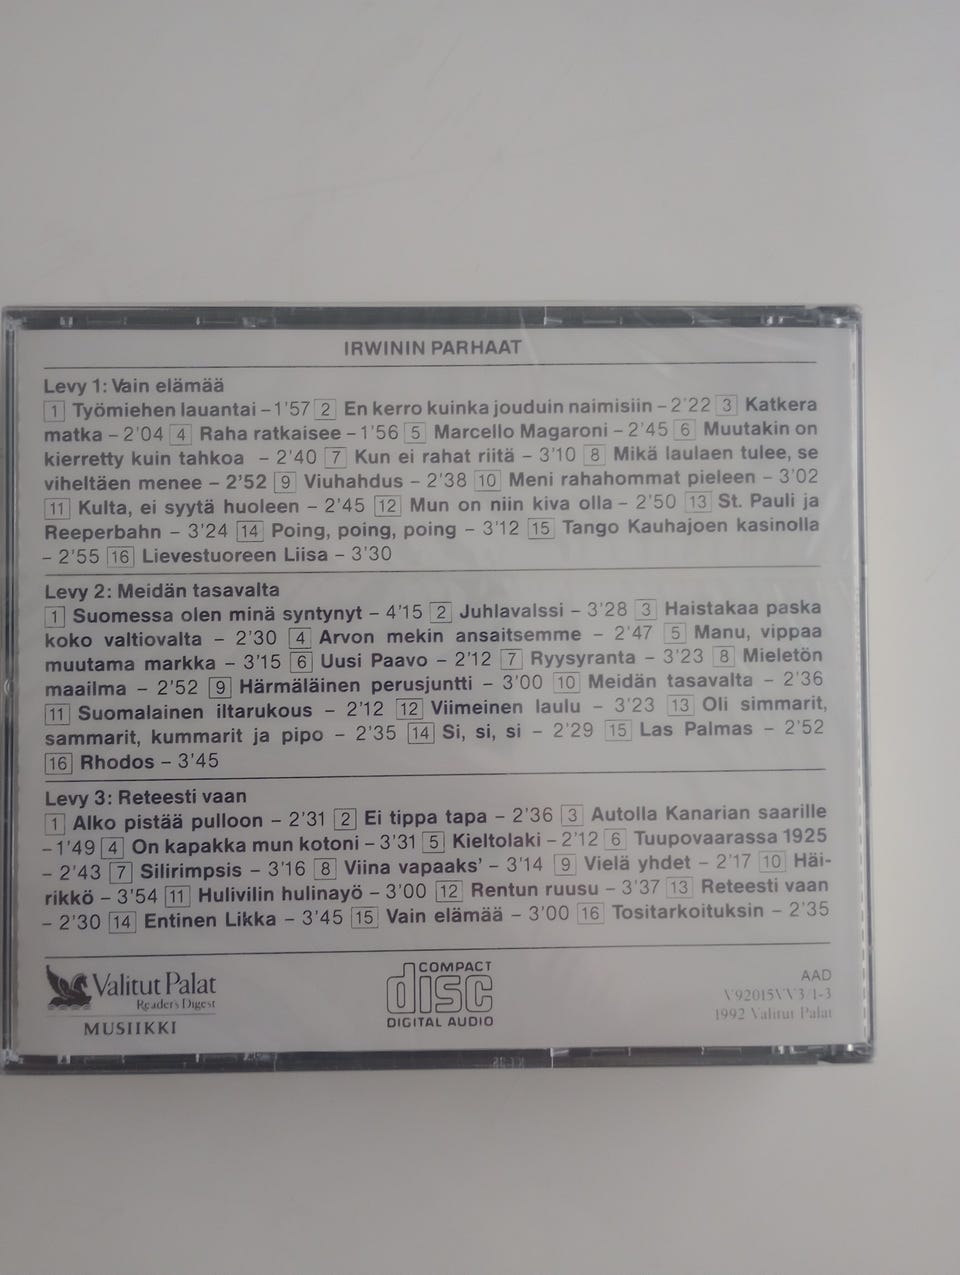 IRWININ PARHAAT
Levy 1: Vain elämää
1 Työmiehen lauantai – 1'57 2 En kerro kuinka jouduin naimisiin – 2'22 3 Katkera
matka – 2'04 4 Raha ratkaisee – 1'56 5 Marcello Magaroni – 2'45 6 Muutakin on
kierretty kuin tahkoa – 2'40 7 Kun ei rahat riitä – 3'10 8 Mikä laulaen tulee, se
viheltäen menee – 2'52 9 Viuhahdus – 2'38 10 Meni rahahommat pieleen – 3'02
11 Kulta, ei syytä huoleen – 2'45 12 Mun on niin kiva olla – 2'50 13 St. Pauli ja
Reeperbahn – 3'24 14 Poing, poing, poing – 3'12 15 Tango Kauhajoen kasinolla
– 2'55 16 Lievestuoreen Liisa – 3'30
Levy 2: Meidän tasavalta
1 Suomessa olen minä syntynyt – 4'15 2 Juhlavalssi – 3'28 3 Haistakaa paska
koko valtiovalta – 2'30 4 Arvon mekin ansaitsemme – 2'47 5 Manu, vippaa
muutama markka – 3'15 6 Uusi Paavo – 2'12 7 Ryysyranta – 3'23 8 Mieletön
maailma – 2'52 9 Härmäläinen perusjuntti – 3'00 10 Meidän tasavalta – 2'36
11 Suomalainen iltarukous – 2'12 12 Viimeinen laulu – 3'23 13 Oli simmarit,
sammarit, kummarit ja pipo – 2'35 14 Si, si, si – 2'29 15 Las Palmas – 2'52
16 Rhodos – 3'45
Levy 3: Reteesti vaan
1 Alko pistää pulloon – 2'31 2 Ei tippa tapa – 2'36 3 Autolla Kanarian saarille
– 1'49 4 On kapakka mun kotoni – 3'31 5 Kieltolaki – 2'12 6 Tuupovaarassa 1925
– 2'43 7 Silirimpsis – 3'16 8 Viina vapaaks' – 3'14 9 Vielä yhdet – 2'17 10 Häi-
rikkö – 3'54 11 Hulivilin hulinayö – 3'00 12 Rentun ruusu – 3'37 13 Reteesti vaan
– 2'30 14 Entinen Likka – 3'45 15 Vain elämää – 3'00 16 Tositarkoituksin – 2'35
Valitut Palat
Reader's Digest
MUSIIKKI
COMPACT
disc
DIGITAL AUDIO
AAD
V92015VV3/1-3
1992 Valitut Palat